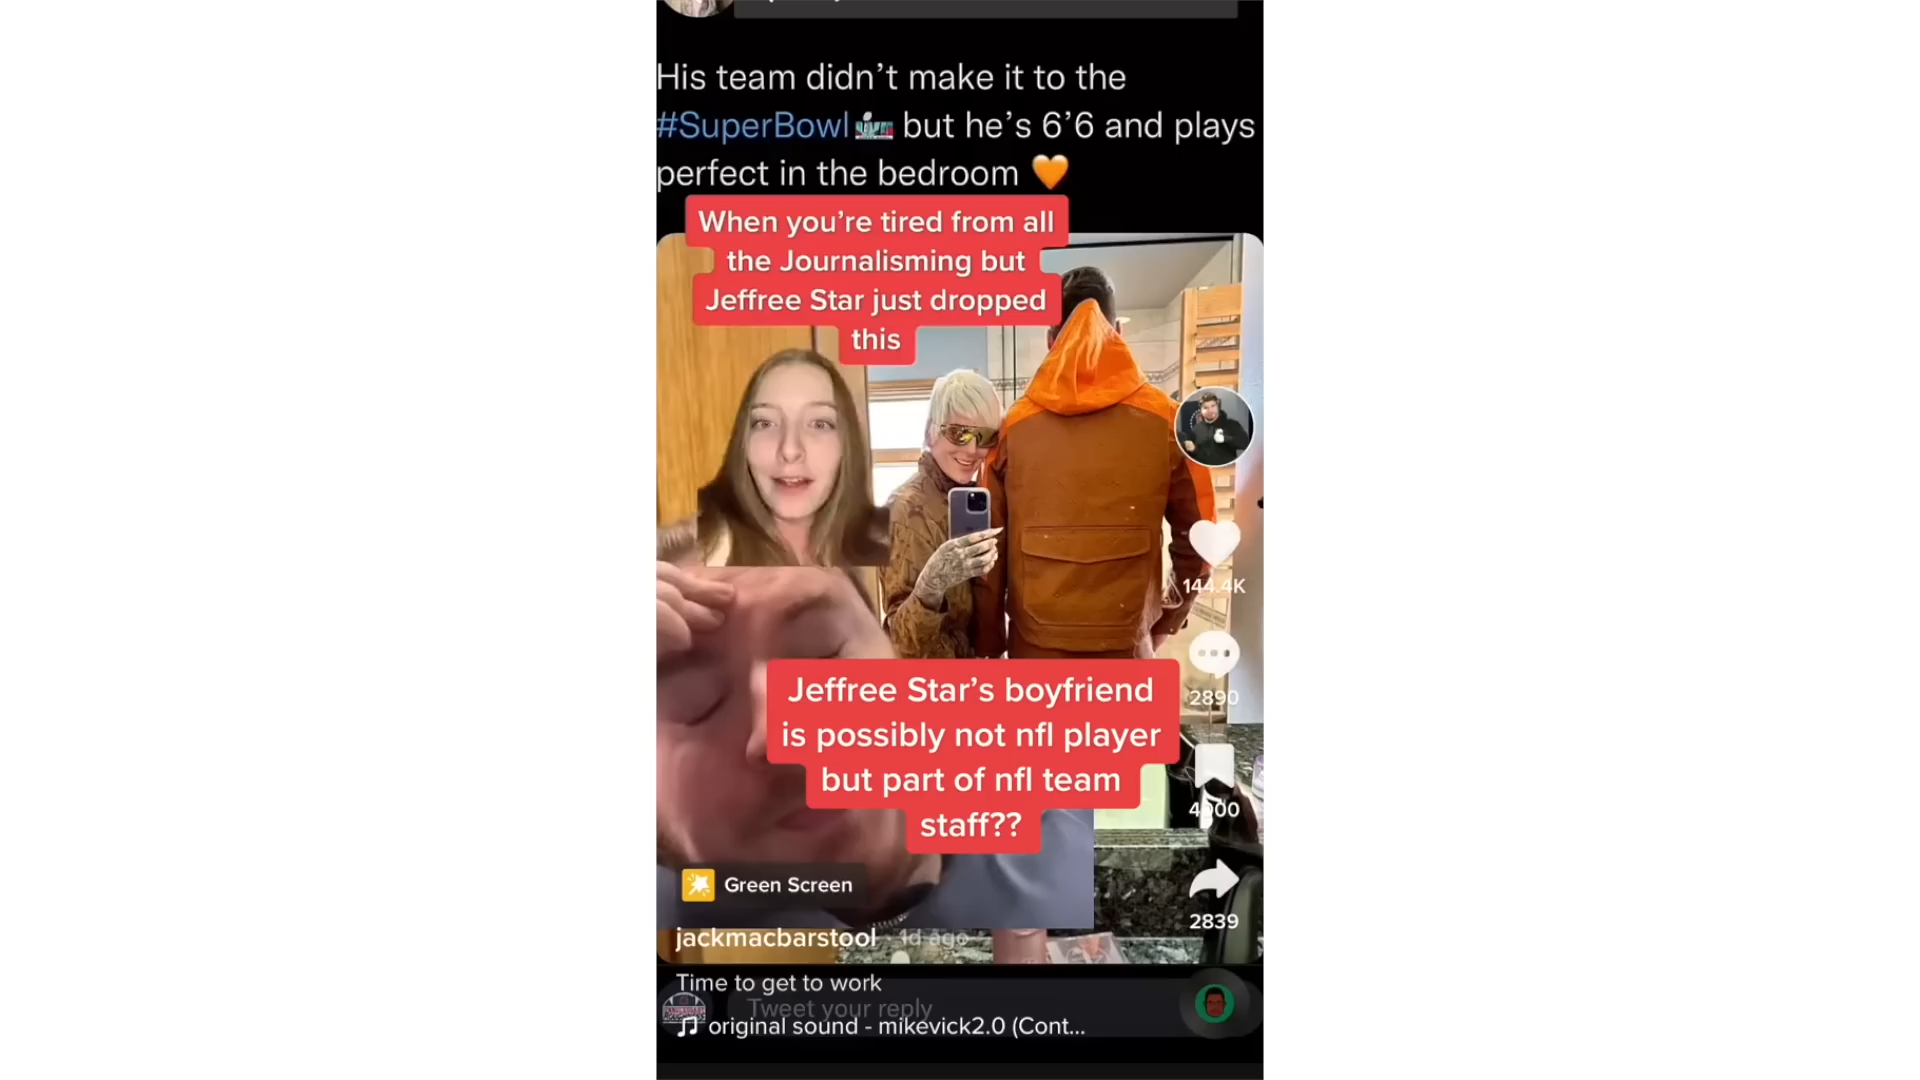 His team didn't make it to the
#SuperBowl but he's 6'6 and plays
perfect in the bedroom 🧡
When you're tired from all
the Journalisming but
Jeffree Star just dropped
this
144.4K
Jeffree Star's boyfriend
is possibly not nfl player
but part of nfl team
staff??
2890
4000
Green Screen
2839
jackmacbarstool · 1d ago
Time to get to work
Tweet your reply
original sound - mikevick2.0 (Cont...